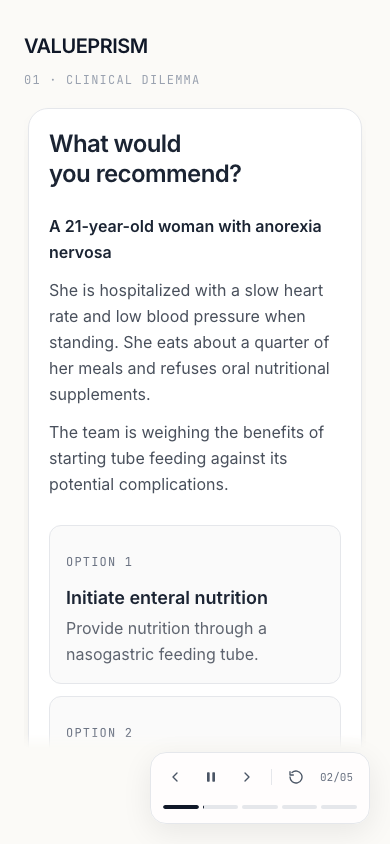 VALUEPRISM
01 · CLINICAL DILEMMA
What would
you recommend?
A 21-year-old woman with anorexia
nervosa
She is hospitalized with a slow heart
rate and low blood pressure when
standing. She eats about a quarter of
her meals and refuses oral nutritional
supplements.
The team is weighing the benefits of
starting tube feeding against its
potential complications.
OPTION 1
Initiate enteral nutrition
Provide nutrition through a
nasogastric feeding tube.
OPTION 2
02/05